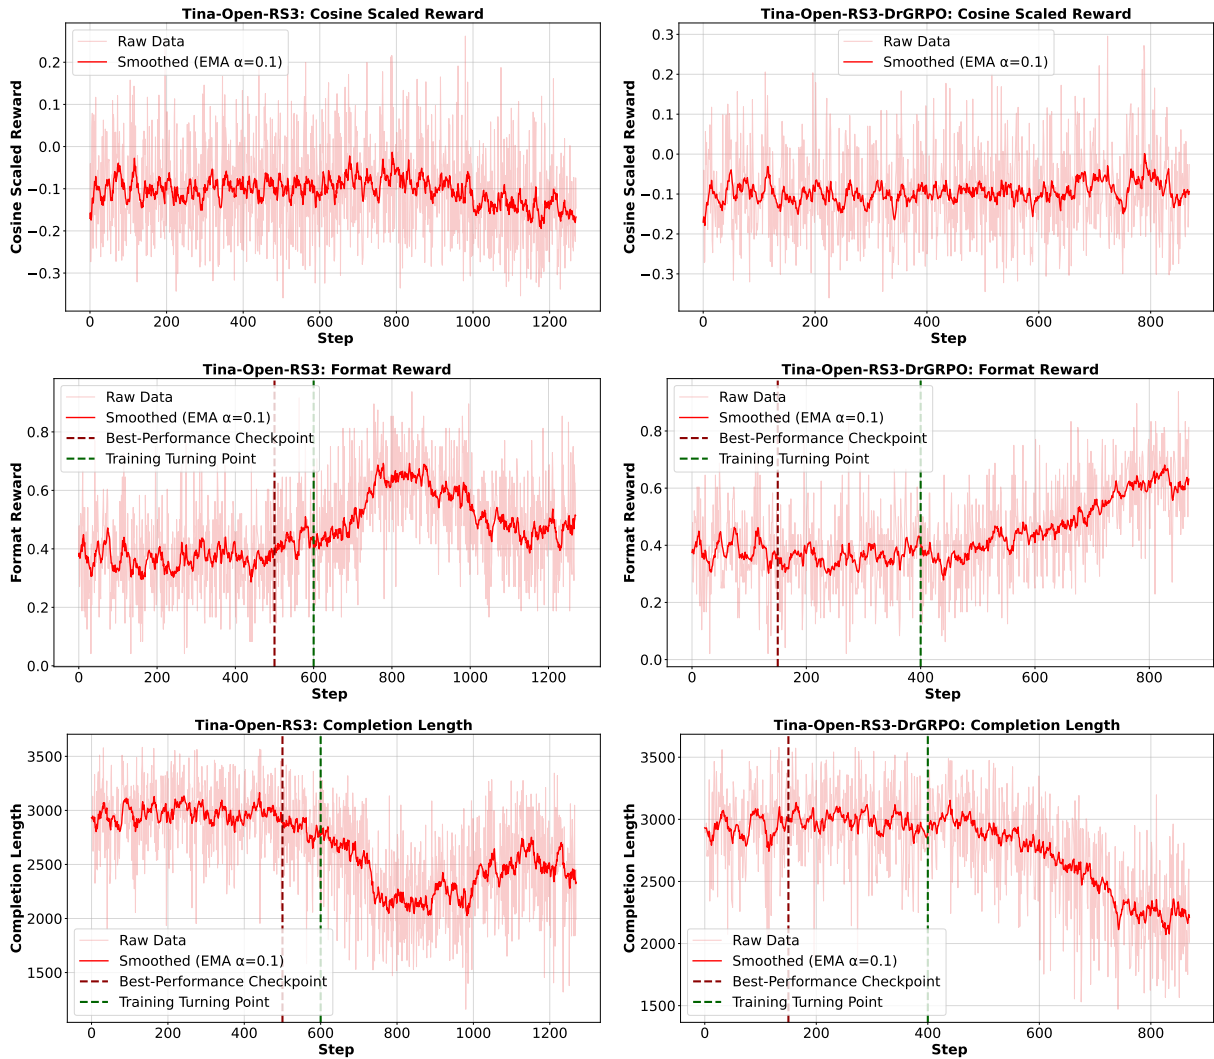 Tina-Open-RS3: Cosine Scaled Reward
Raw Data
Smoothed (EMA α=0.1)
0.2
0.1
0.0
−0.1
−0.2
−0.3
Cosine Scaled Reward
0 200 400 600 800 1000 1200
Step
Tina-Open-RS3-DrGRPO: Cosine Scaled Reward
Raw Data
Smoothed (EMA α=0.1)
0.3
0.2
0.1
0.0
−0.1
−0.2
−0.3
Cosine Scaled Reward
0 200 400 600 800
Step
Tina-Open-RS3: Format Reward
Raw Data
Smoothed (EMA α=0.1)
Best-Performance Checkpoint
Training Turning Point
0.8
0.6
0.4
0.2
0.0
Format Reward
0 200 400 600 800 1000 1200
Step
Tina-Open-RS3-DrGRPO: Format Reward
Raw Data
Smoothed (EMA α=0.1)
Best-Performance Checkpoint
Training Turning Point
0.8
0.6
0.4
0.2
0.0
Format Reward
0 200 400 600 800
Step
Tina-Open-RS3: Completion Length
3500
3000
2500
2000
1500
Completion Length
Raw Data
Smoothed (EMA α=0.1)
Best-Performance Checkpoint
Training Turning Point
0 200 400 600 800 1000 1200
Step
Tina-Open-RS3-DrGRPO: Completion Length
3500
3000
2500
2000
1500
Completion Length
Raw Data
Smoothed (EMA α=0.1)
Best-Performance Checkpoint
Training Turning Point
0 200 400 600 800
Step